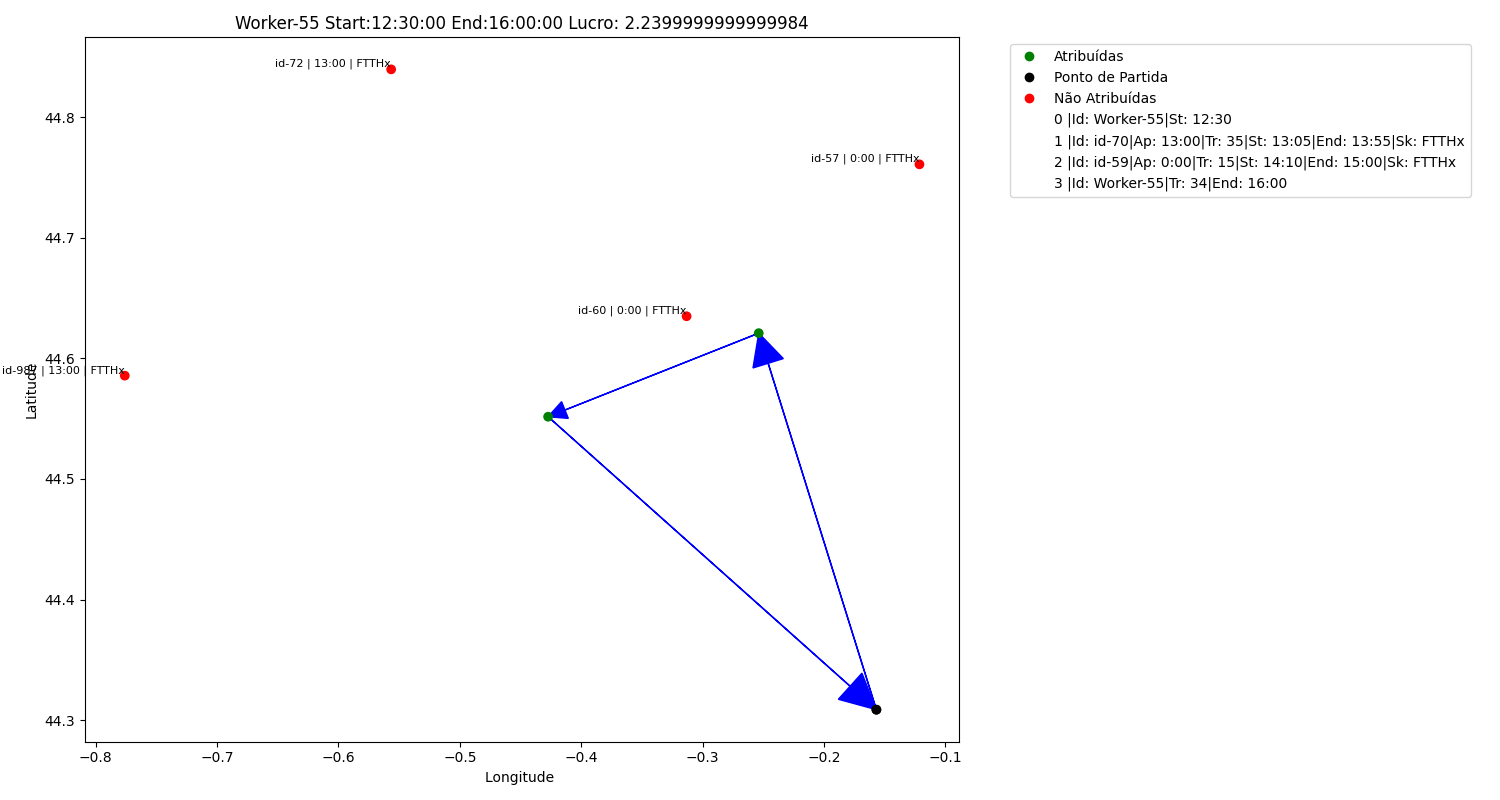 Worker-55 Start:12:30:00 End:16:00:00 Lucro: 2.2399999999999984
Atribuídas
Ponto de Partida
Não Atribuídas
0 |Id: Worker-55|St: 12:30
1 |Id: id-70|Ap: 13:00|Tr: 35|St: 13:05|End: 13:55|Sk: FTTHx
2 |Id: id-59|Ap: 0:00|Tr: 15|St: 14:10|End: 15:00|Sk: FTTHx
3 |Id: Worker-55|Tr: 34|End: 16:00
id-72 | 13:00 | FTTHx
44.8
id-57 | 0:00 | FTTHx
44.7
id-60 | 0:00 | FTTHx
44.6
| 13:00 | FTTHx
Latitude
44.5
44.4
44.3
−0.8 −0.7 −0.6 −0.5 −0.4 −0.3 −0.2 −0.1
Longitude